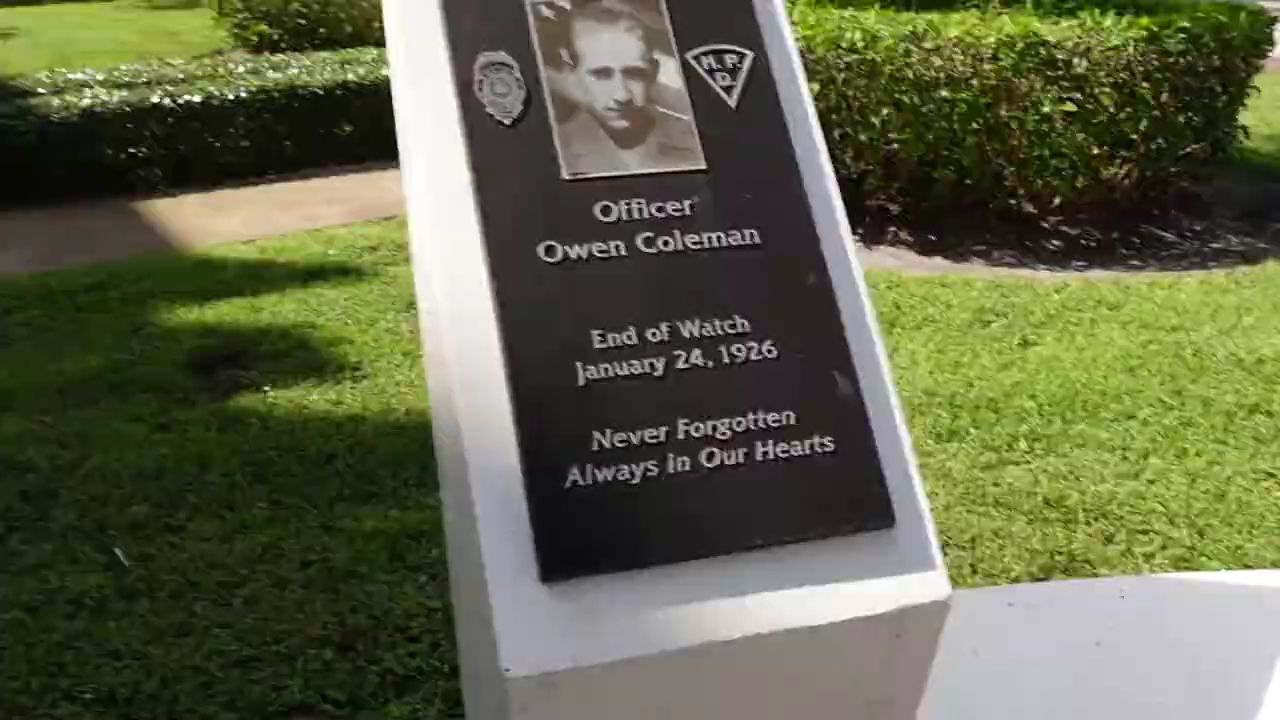 H. P.
D.
Officer
Owen Coleman
End of Watch
January 24, 1926
Never Forgotten
Always in Our Hearts